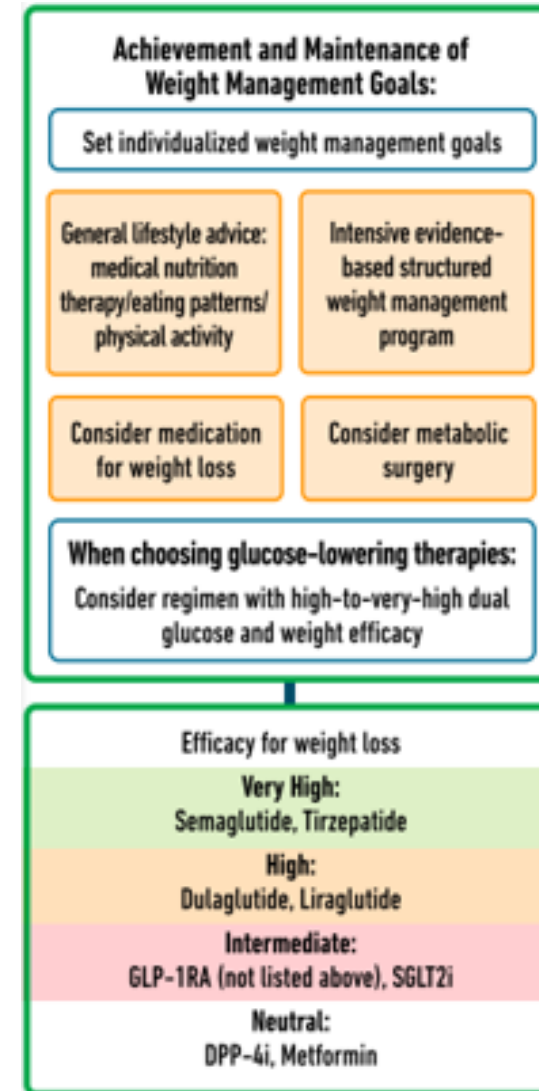 Achievement and Maintenance of
Weight Management Goals:
Set individualized weight management goals
General lifestyle advice:
medical nutrition
therapy/eating patterns/
physical activity
Intensive evidence-
based structured
weight management
program
Consider medication
for weight loss
Consider metabolic
surgery
When choosing glucose-lowering therapies:
Consider regimen with high-to-very-high dual
glucose and weight efficacy
Efficacy for weight loss
Very High:
Semaglutide, Tirzepatide
High:
Dulaglutide, Liraglutide
Intermediate:
GLP-1RA (not listed above), SGLT2i
Neutral:
DPP-4i, Metformin